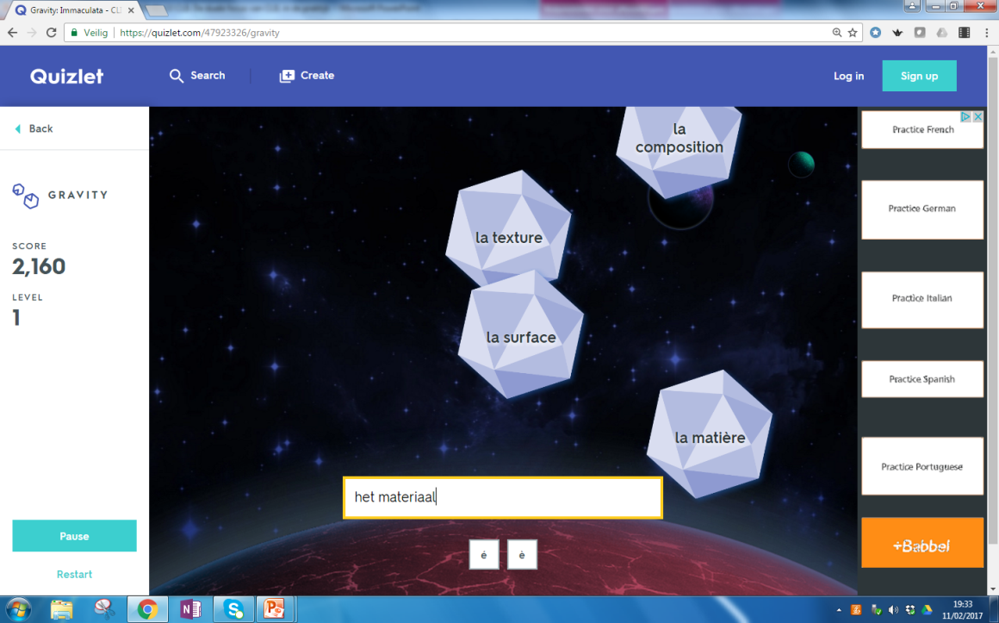 Gravity: Immaculata - CLI
Veilig | https://quizlet.com/47923326/gravity
Quizlet
Search
Create
Log in
Sign up
Back
GRAVITY
SCORE
2,160
LEVEL
1
Pause
Restart
la
composition
la texture
la surface
la matière
het materiaal
é
è
Practice French
Practice German
Practice Italian
Practice Spanish
Practice Portuguese
+Babbel
19:33
11/02/2017